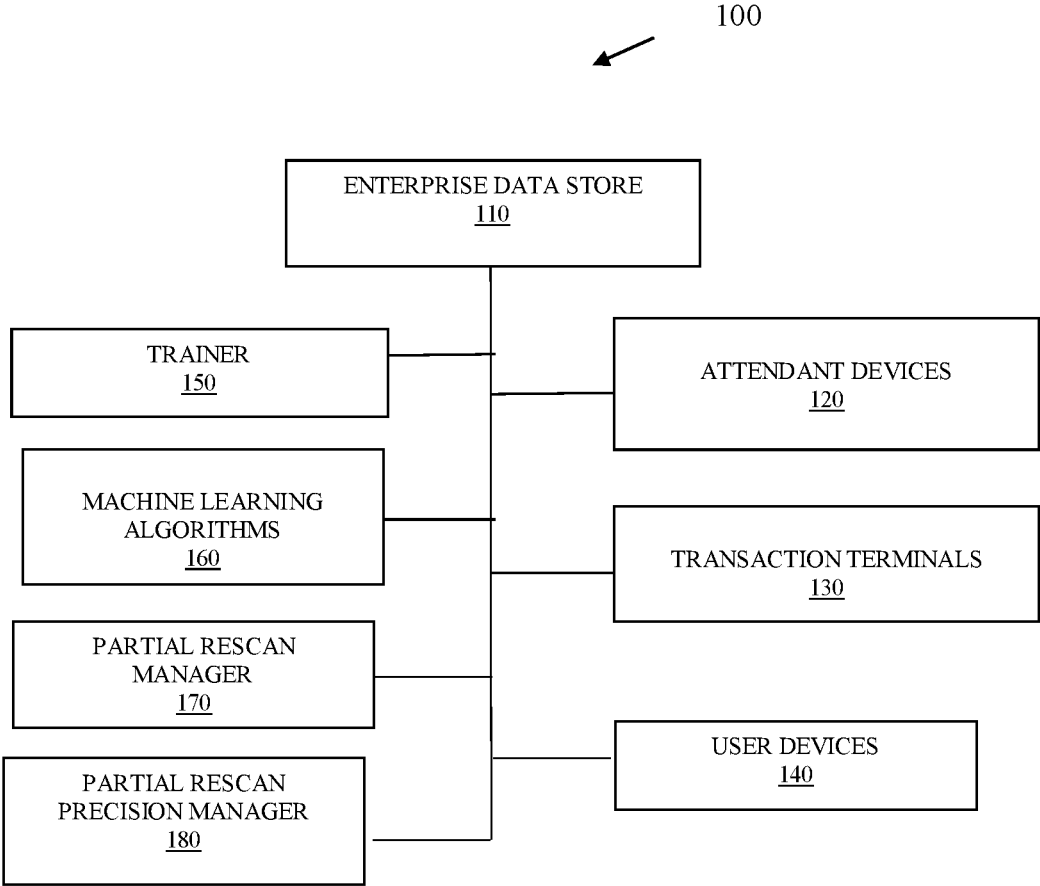 100
ENTERPRISE DATA STORE
110
TRAINER
150
ATTENDANT DEVICES
120
MACHINE LEARNING
ALGORITHMS
160
TRANSACTION TERMINALS
130
PARTIAL RESCAN
MANAGER
170
USER DEVICES
140
PARTIAL RESCAN
PRECISION MANAGER
180